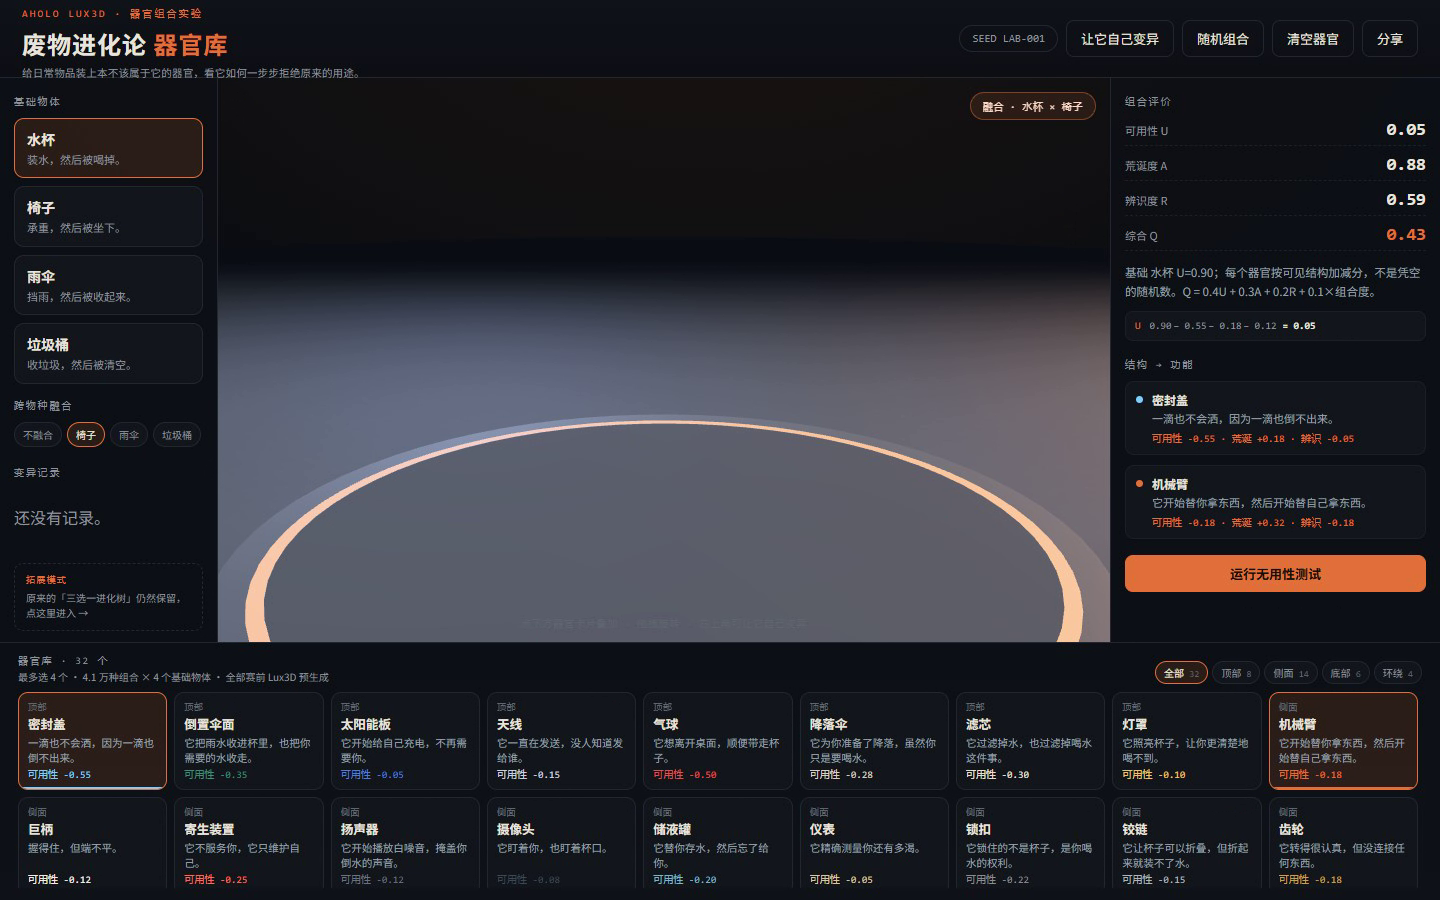 AHOLO LUX3D · 器官组合实验
废物进化论 器官库
给日常物品装上本不该属于它的器官，看它如何一步步拒绝原来的用途。
SEED LAB-001
让它自己变异
随机组合
清空器官
分享
基础物体
水杯
装水，然后被喝掉。
椅子
承重，然后被坐下。
雨伞
挡雨，然后被收起来。
垃圾桶
收垃圾，然后被清空。
跨物种融合
不融合 椅子 雨伞 垃圾桶
变异记录
还没有记录。
拓展模式
原来的「三选一进化树」仍然保留，
点这里进入 →
融合 · 水杯 × 椅子
组合评价
可用性 U 0.05
荒诞度 A 0.88
辨识度 R 0.59
综合 Q 0.43
基础 水杯 U=0.90；每个器官按可见结构加减分，不是凭空
的随机数。Q = 0.4U + 0.3A + 0.2R + 0.1×组合度。
U 0.90 − 0.55 − 0.18 − 0.12 = 0.05
结构 → 功能
密封盖
一滴也不会洒，因为一滴也倒不出来。
可用性 -0.55 · 荒诞 +0.18 · 辨识 -0.05
机械臂
它开始替你拿东西，然后开始替自己拿东西。
可用性 -0.18 · 荒诞 +0.32 · 辨识 -0.18
运行无用性测试
器官库 · 32 个
最多选 4 个 · 4.1 万种组合 × 4 个基础物体 · 全部赛前 Lux3D 预生成
全部 32 顶部 8 侧面 14 底部 6 环绕 4
顶部
密封盖
一滴也不会洒，因为一滴也
倒不出来。
可用性 -0.55
顶部
倒置伞面
它把雨水收进杯里，也把你
需要的水收走。
可用性 -0.35
顶部
太阳能板
它开始给自己充电，不再需
要你。
可用性 -0.05
顶部
天线
它一直在发送，没人知道发
给谁。
可用性 -0.15
顶部
气球
它想离开桌面，顺便带走杯
子。
可用性 -0.50
顶部
降落伞
它为你准备了降落，虽然你
只是要喝水。
可用性 -0.28
顶部
滤芯
它过滤掉水，也过滤掉喝水
这件事。
可用性 -0.30
顶部
灯罩
它照亮杯子，让你更清楚地
喝不到。
可用性 -0.10
侧面
机械臂
它开始替你拿东西，然后开
始替自己拿东西。
可用性 -0.18
侧面
巨柄
握得住，但端不平。
可用性 -0.12
侧面
寄生装置
它不服务你，它只维护自
己。
可用性 -0.25
侧面
扬声器
它开始播放白噪音，掩盖你
倒水的声音。
可用性 -0.12
侧面
摄像头
它盯着你，也盯着杯口。
可用性 -0.08
侧面
储液罐
它替你存水，然后忘了给
你。
可用性 -0.20
侧面
仪表
它精确测量你还有多渴。
可用性 -0.05
侧面
锁扣
它锁住的不是杯子，是你喝
水的权利。
可用性 -0.22
侧面
铰链
它让杯子可以折叠，但折起
来就装不了水。
可用性 -0.15
侧面
齿轮
它转得很认真，但没连接任
何东西。
可用性 -0.18